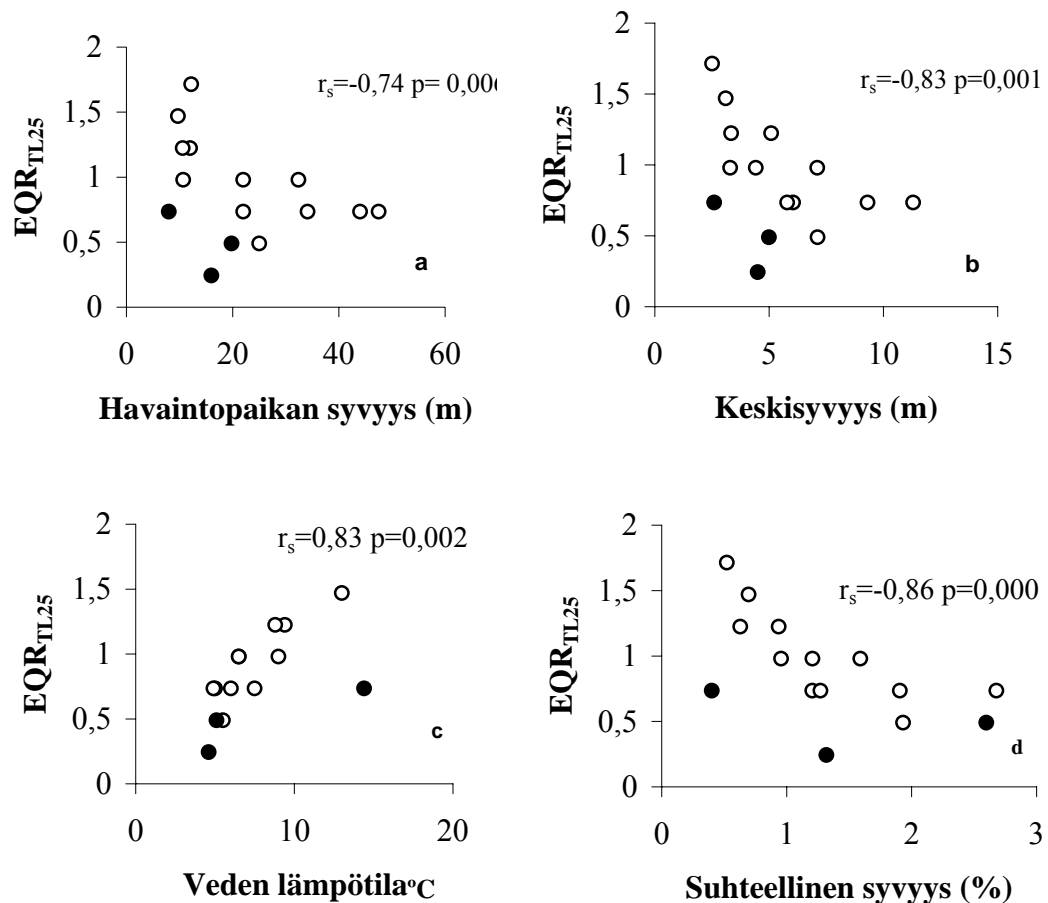 2
1,5
1
0,5
0
EQR_TL25
r_s=-0,74 p= 0,006
a
0 20 40 60
Havaintopaikan syvyys (m)
2
1,5
1
0,5
0
EQR_TL25
r_s=-0,83 p=0,001
b
0 5 10 15
Keskisyvyys (m)
2
1,5
1
0,5
0
EQR_TL25
r_s=0,83 p=0,002
c
0 10 20
Veden lämpötila°C
2
1,5
1
0,5
0
EQR_TL25
r_s=-0,86 p=0,000
d
0 1 2 3
Suhteellinen syvyys (%)